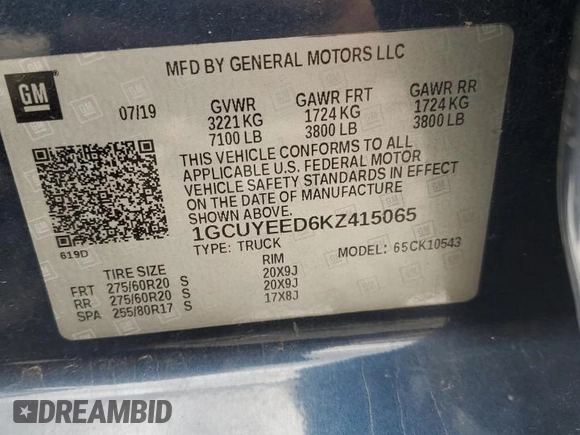 MFD BY GENERAL MOTORS LLC
GM
07/19
GVWR
3221 KG
7100 LB
GAWR FRT
1724 KG
3800 LB
GAWR RR
1724 KG
3800 LB
THIS VEHICLE CONFORMS TO ALL
APPLICABLE U.S. FEDERAL MOTOR
VEHICLE SAFETY STANDARDS IN EFFECT
ON THE DATE OF MANUFACTURE
SHOWN ABOVE.
1GCUYEED6KZ415065
TYPE: TRUCK
MODEL: 65CK10543
619D
TIRE SIZE
RIM
FRT 275/60R20 S 20X9J
RR 275/60R20 S 20X9J
SPA 255/80R17 S 17X8J
DREAMBID